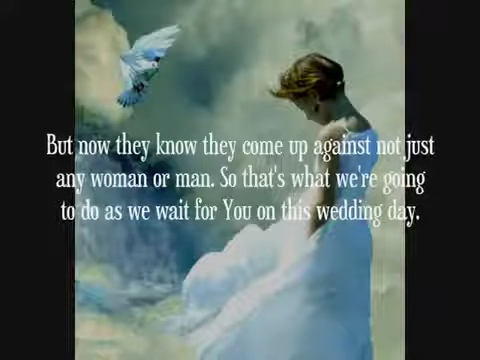 But now they know they come up against not just
any woman or man. So that's what we're going
to do as we wait for You on this wedding day.